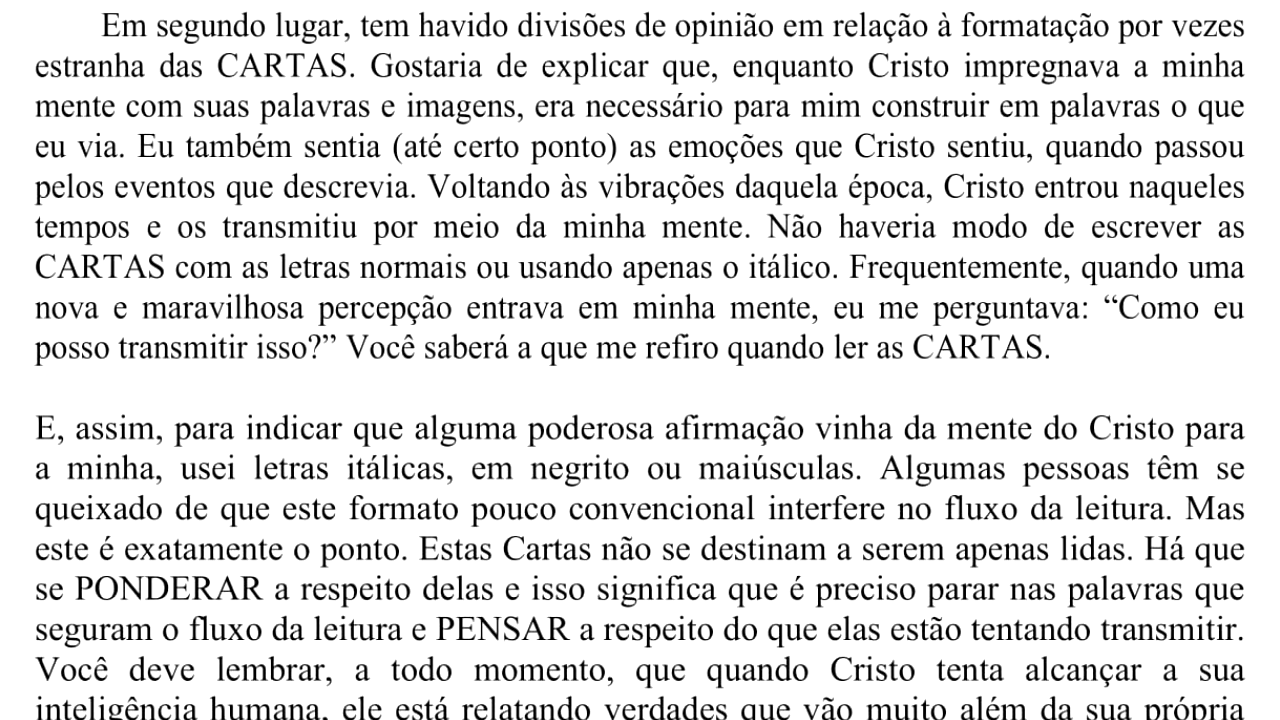 Em segundo lugar, tem havido divisões de opinião em relação à formatação por vezes
estranha das CARTAS. Gostaria de explicar que, enquanto Cristo impregnava a minha
mente com suas palavras e imagens, era necessário para mim construir em palavras o que
eu via. Eu também sentia (até certo ponto) as emoções que Cristo sentiu, quando passou
pelos eventos que descrevia. Voltando às vibrações daquela época, Cristo entrou naqueles
tempos e os transmitiu por meio da minha mente. Não haveria modo de escrever as
CARTAS com as letras normais ou usando apenas o itálico. Frequentemente, quando uma
nova e maravilhosa percepção entrava em minha mente, eu me perguntava: “Como eu
posso transmitir isso?” Você saberá a que me refiro quando ler as CARTAS.
E, assim, para indicar que alguma poderosa afirmação vinha da mente do Cristo para
a minha, usei letras itálicas, em negrito ou maiúsculas. Algumas pessoas têm se
queixado de que este formato pouco convencional interfere no fluxo da leitura. Mas
este é exatamente o ponto. Estas Cartas não se destinam a serem apenas lidas. Há que
se PONDERAR a respeito delas e isso significa que é preciso parar nas palavras que
seguram o fluxo da leitura e PENSAR a respeito do que elas estão tentando transmitir.
Você deve lembrar, a todo momento, que quando Cristo tenta alcançar a sua
inteligência humana, ele está relatando verdades que vão muito além da sua própria